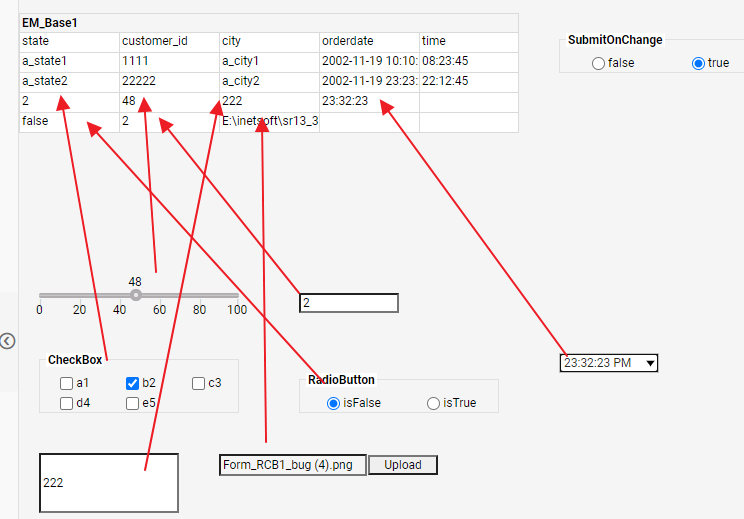 EM_Base1
state customer_id city orderdate time
a_state1 1111 a_city1 2002-11-19 10:10: 08:23:45
a_state2 22222 a_city2 2002-11-19 23:23: 22:12:45
2 48 222 23:32:23
false 2 E:\inetsoft\sr13_3
SubmitOnChange
false true
48
0 20 40 60 80 100
2
CheckBox
a1 b2 c3
d4 e5
RadioButton
isFalse isTrue
23:32:23 PM
222
Form_RCB1_bug (4).png Upload